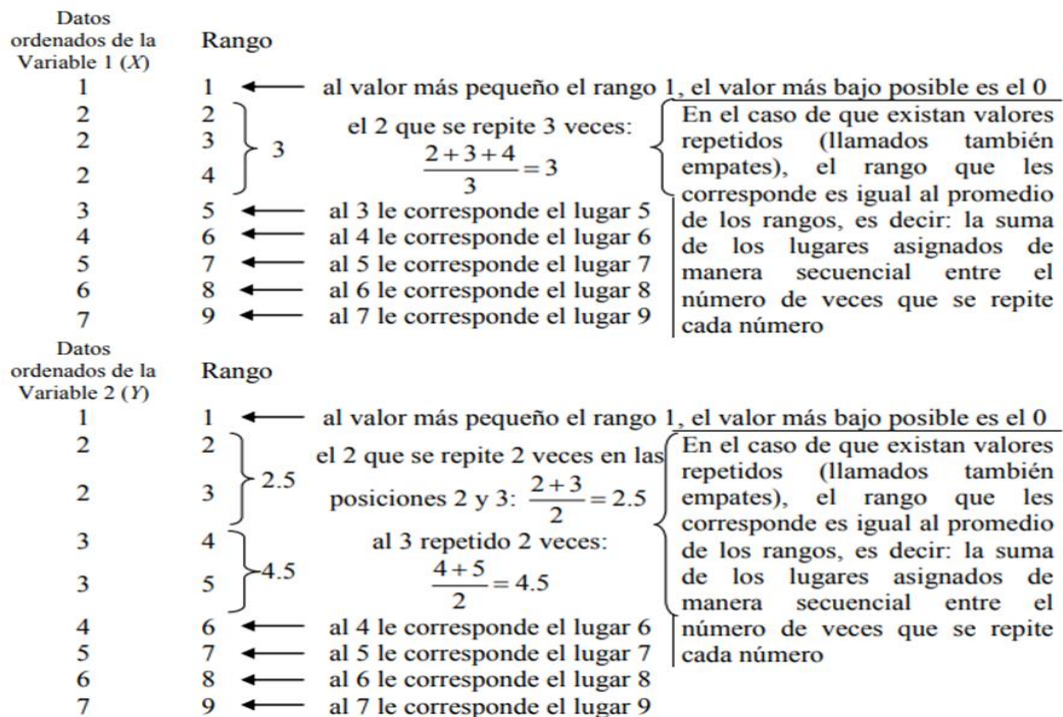 Datos
ordenados de la
Variable 1 (X)
Rango
1 1 al valor más pequeño el rango 1, el valor más bajo posible es el 0
2 2
2 3
2 4
3
el 2 que se repite 3 veces:
2 + 3 + 4
3
= 3
En el caso de que existan valores
repetidos (llamados también
empates), el rango que les
corresponde es igual al promedio
de los rangos, es decir: la suma
de los lugares asignados de
manera secuencial entre el
número de veces que se repite
cada número
3 5 al 3 le corresponde el lugar 5
4 6 al 4 le corresponde el lugar 6
5 7 al 5 le corresponde el lugar 7
6 8 al 6 le corresponde el lugar 8
7 9 al 7 le corresponde el lugar 9
Datos
ordenados de la
Variable 2 (Y)
Rango
1 1 al valor más pequeño el rango 1, el valor más bajo posible es el 0
2 2
2 3
2.5
el 2 que se repite 2 veces en las
posiciones 2 y 3: 2 + 3
2
= 2.5
3 4
3 5
4.5
al 3 repetido 2 veces:
4 + 5
2
= 4.5
En el caso de que existan valores
repetidos (llamados también
empates), el rango que les
corresponde es igual al promedio
de los rangos, es decir: la suma
de los lugares asignados de
manera secuencial entre el
número de veces que se repite
cada número
4 6 al 4 le corresponde el lugar 6
5 7 al 5 le corresponde el lugar 7
6 8 al 6 le corresponde el lugar 8
7 9 al 7 le corresponde el lugar 9